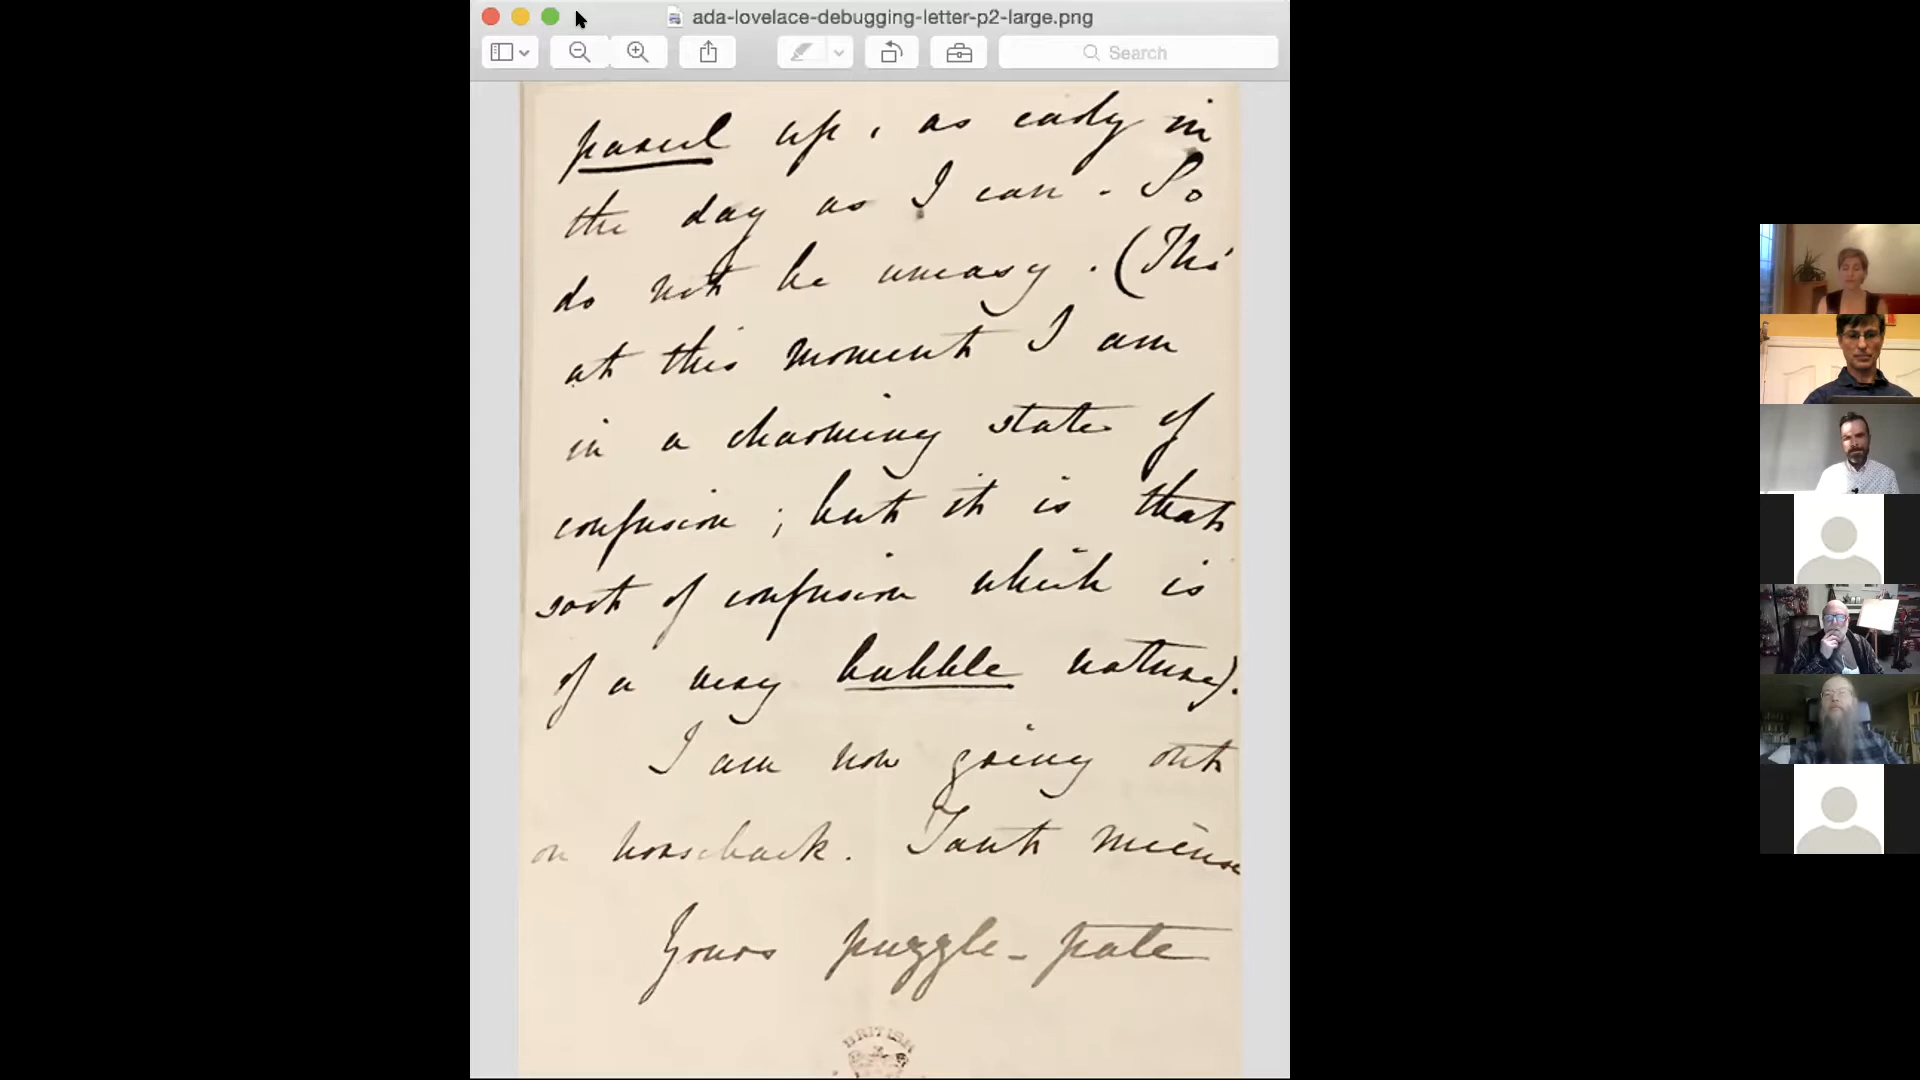 ada-lovelace-debugging-letter-p2-large.png
Search
parcel up, as early in
the day as I can. So
do not be uneasy. (Tho'
at this moment I am
in a charming state of
confusion; but it is that
sort of confusion which is
of a very bubble nature).
I am now going out
on horseback. Tant mieux
Yours puzzle-pate
BRITISH